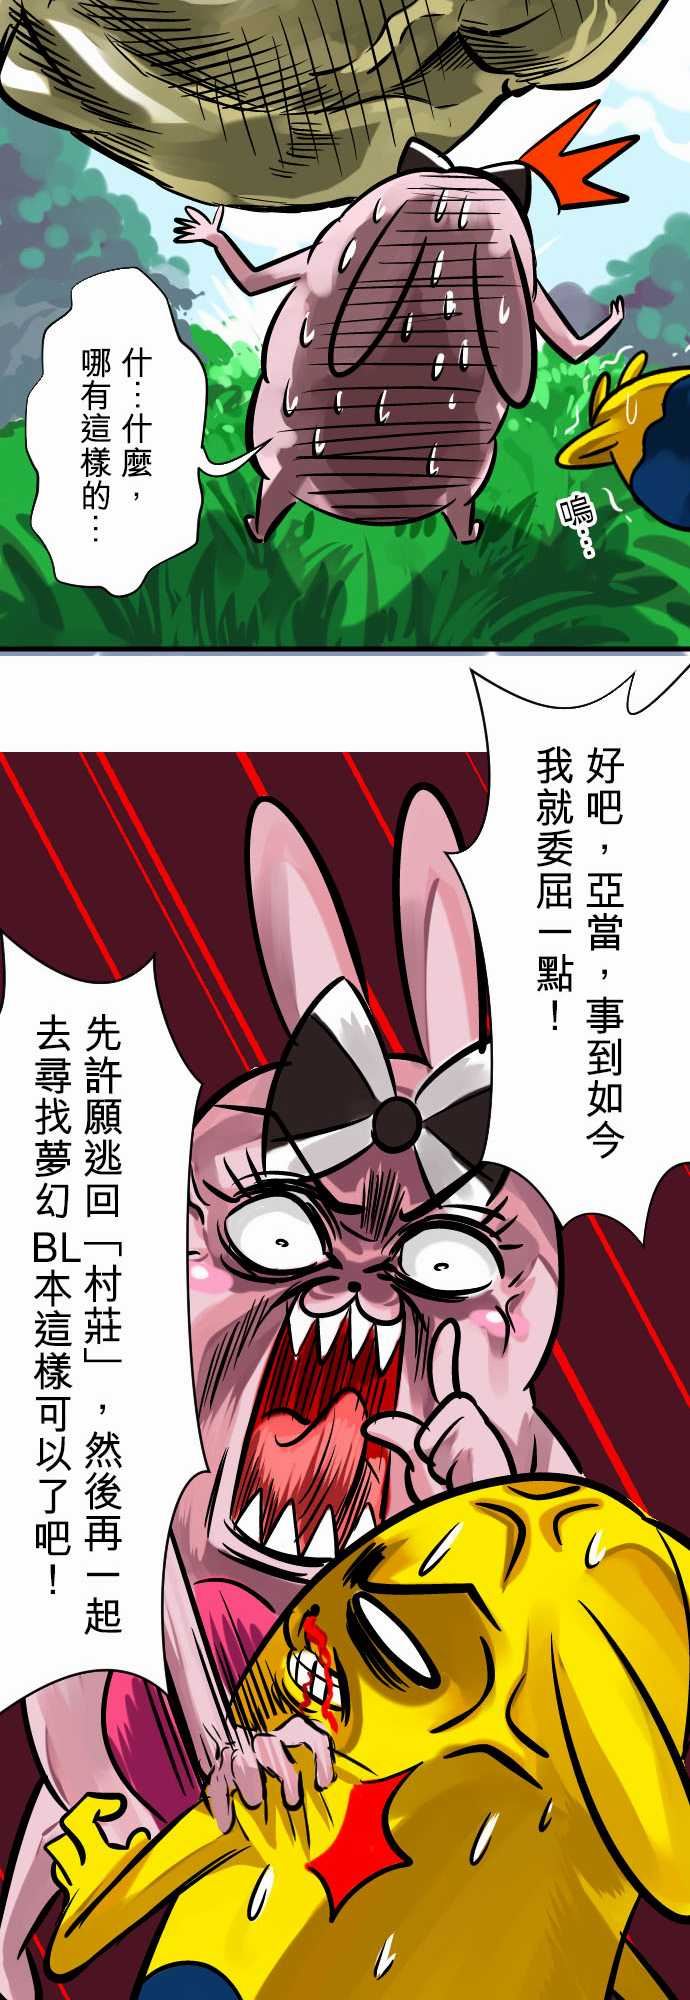 什…什麼，
哪有這樣的…
嗚…
好吧，亞當，事到如今
我就委屈一點！
先許願逃回「村莊」，然後再一起
去尋找夢幻BL本這樣可以了吧！